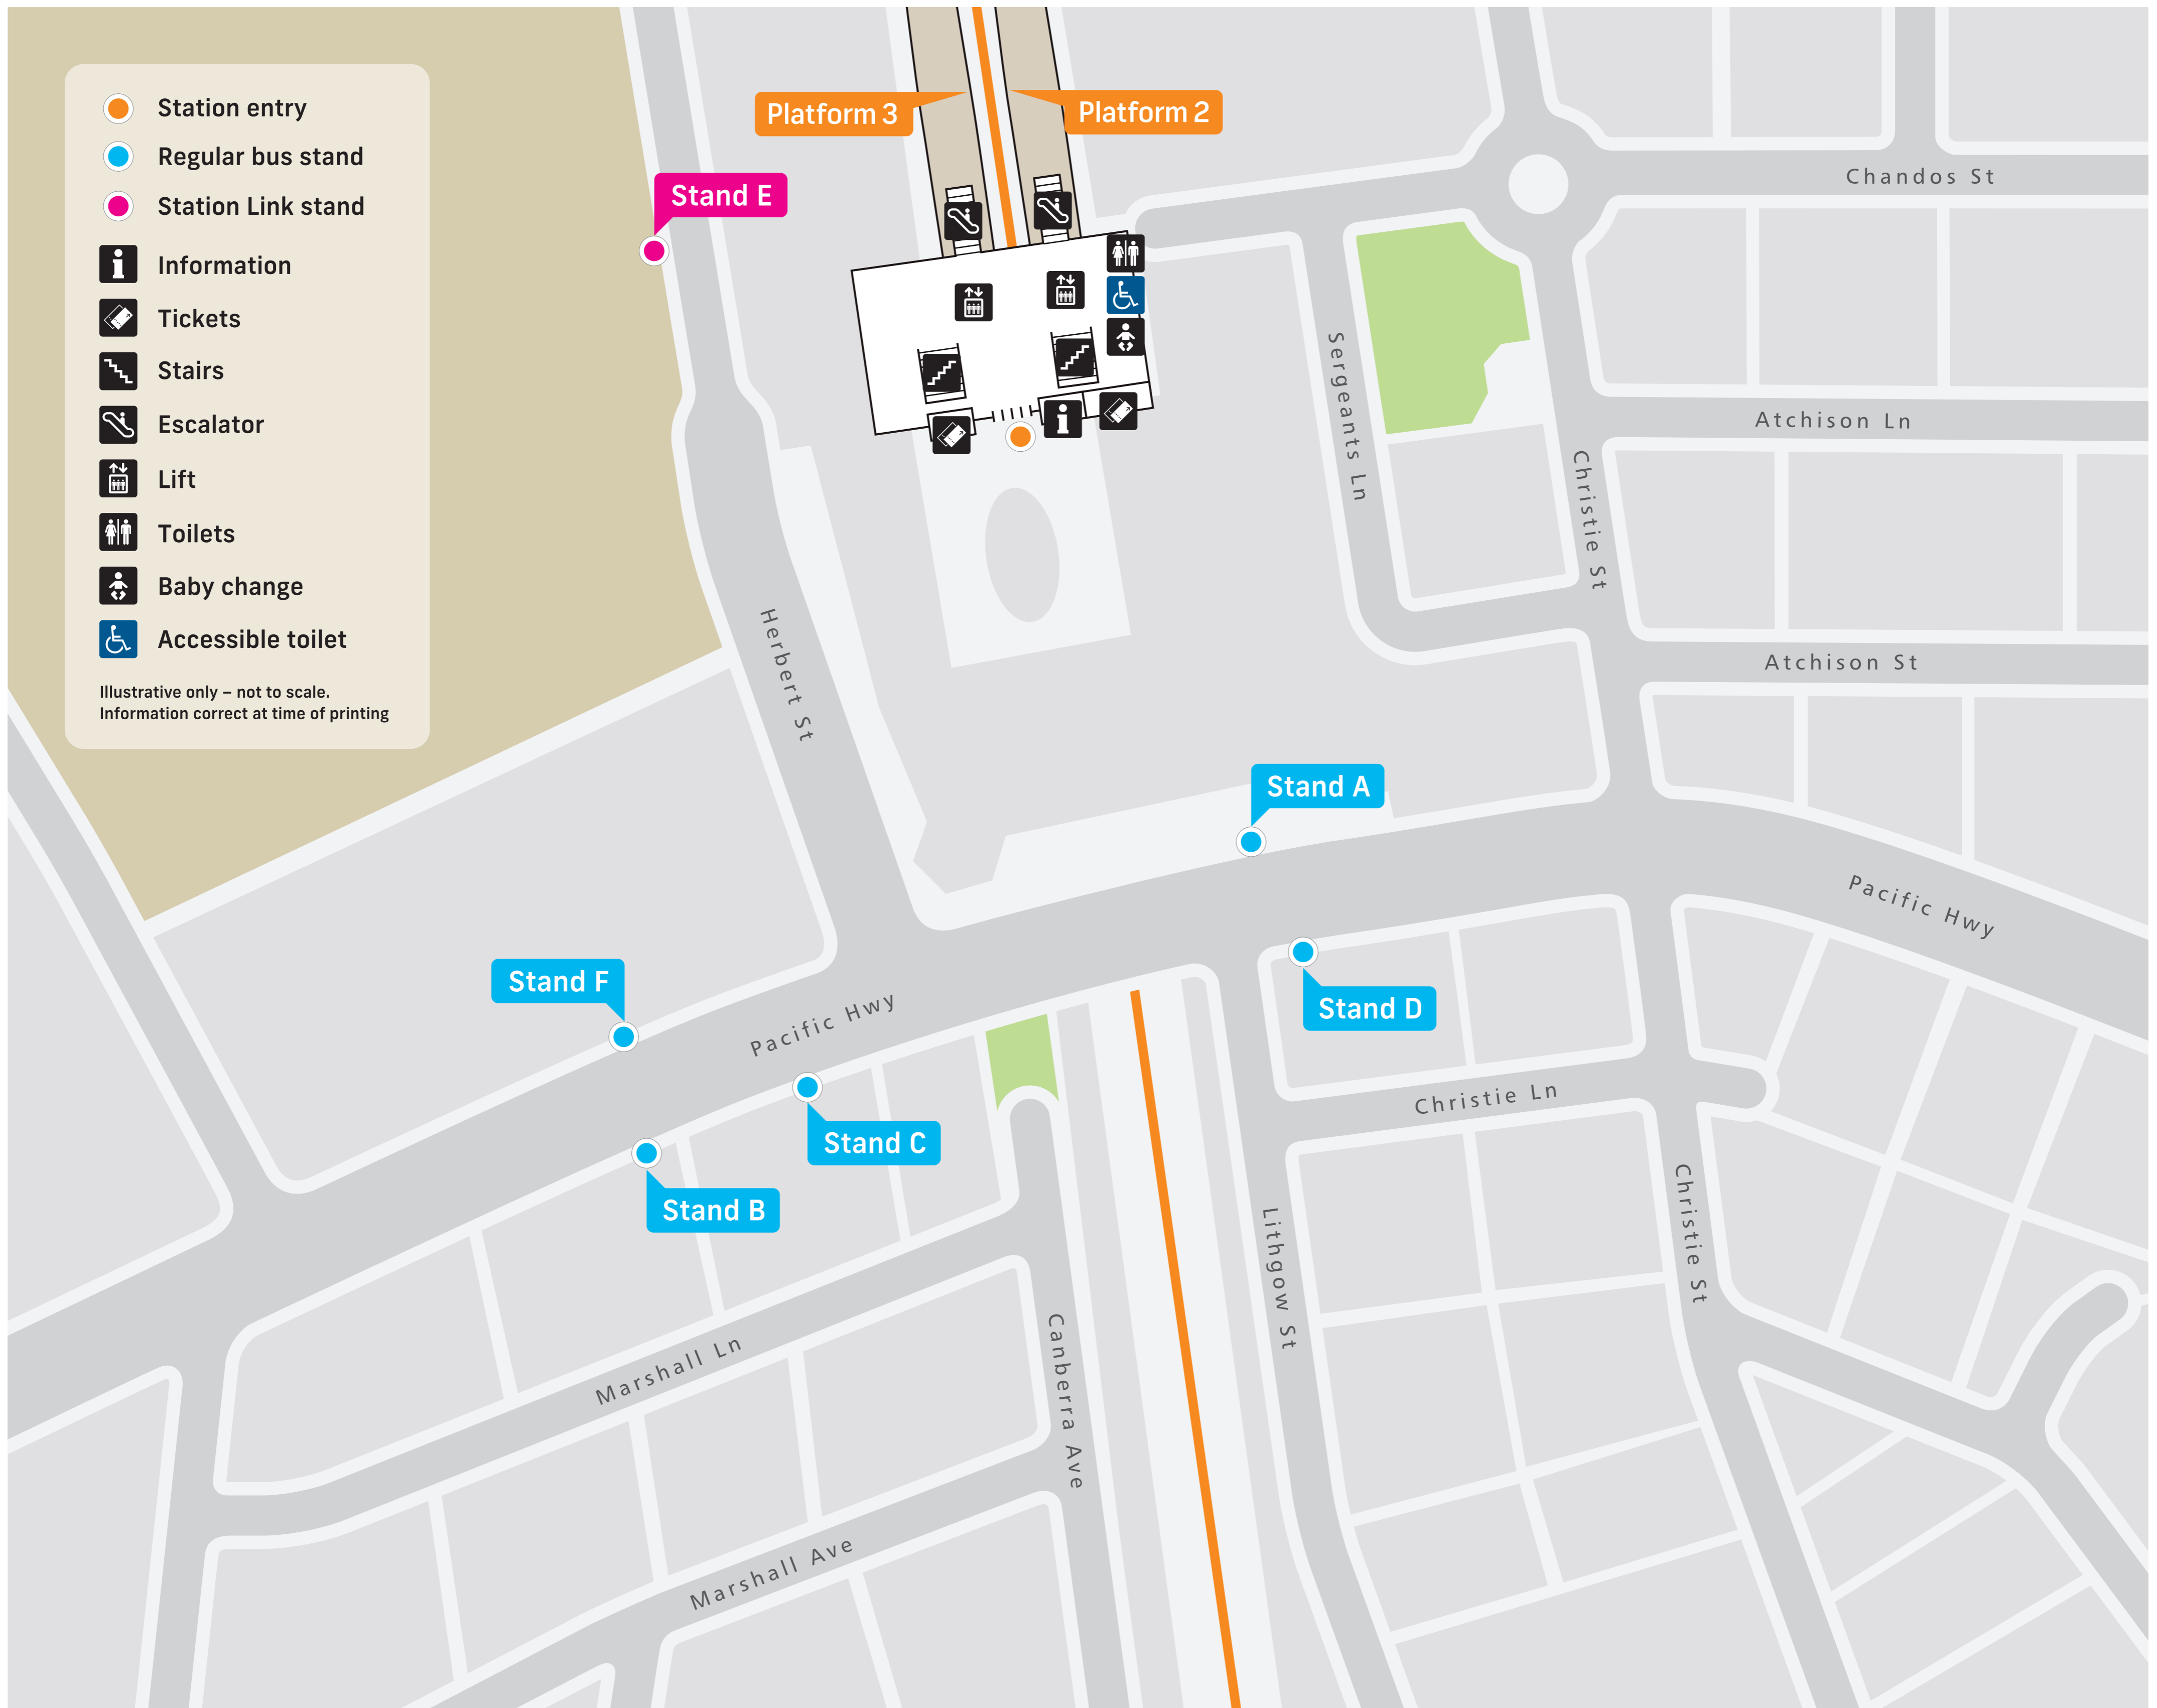 Station entry
Regular bus stand
Station Link stand
Information
Tickets
Stairs
Escalator
Lift
Toilets
Baby change
Accessible toilet
Illustrative only – not to scale.
Information correct at time of printing
Platform 3
Platform 2
Stand E
Chandos St
Sergeants Ln
Atchison Ln
Christie St
Herbert St
Atchison St
Stand A
Pacific Hwy
Stand F
Pacific Hwy
Stand D
Stand C
Christie Ln
Stand B
Lithgow St
Christie St
Marshall Ln
Canberra Ave
Marshall Ave